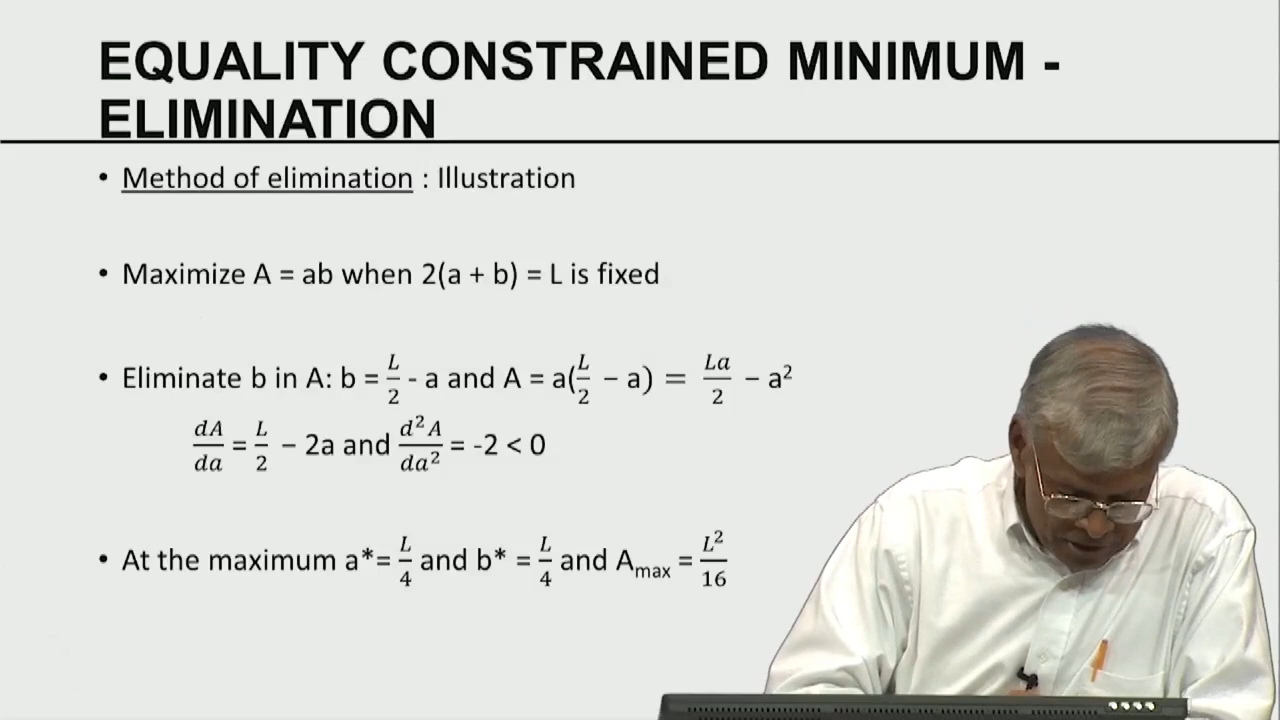 EQUALITY CONSTRAINED MINIMUM -
ELIMINATION
• Method of elimination : Illustration
• Maximize A = ab when 2(a + b) = L is fixed
• Eliminate b in A: b = L/2 - a and A = a(L/2 − a) = La/2 − a²
dA/da = L/2 − 2a and d²A/da² = -2 < 0
• At the maximum a*= L/4 and b* = L/4 and Amax = L²/16